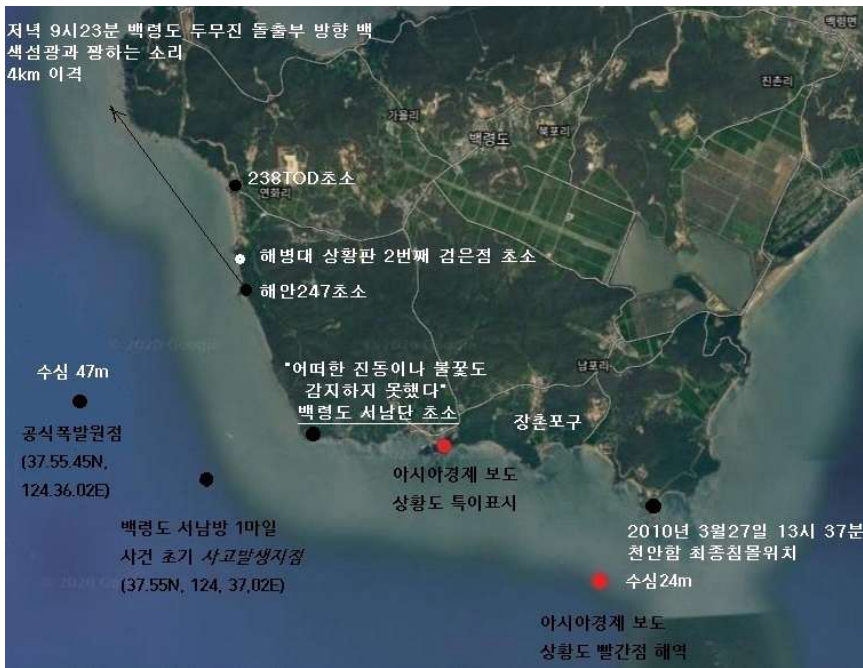 저녁 9시23분 백령도 두무진 돌출부 방향 백
색섬광과 꽝하는 소리
4km 이격
백령면
진촌리
가을리
백령도
북포리
238TOD초소
연화리
해병대 상황판 2번째 검은점 초소
해안247초소
© 2020 Google
수심 47m
"어떠한 진동이나 불꽃도
감지하지 못했다"
백령도 서남단 초소
남포리
장촌포구
공식폭발원점
(37.55.45N,
124.36.02E)
아시아경제 보도
상황도 특이표시
백령도 서남방 1마일
사건 초기 사고발생지점
(37.55N, 124, 37,02E)
2010년 3월27일 13시 37분
천안함 최종침몰위치
수심24m
아시아경제 보도
상황도 빨간점 해역